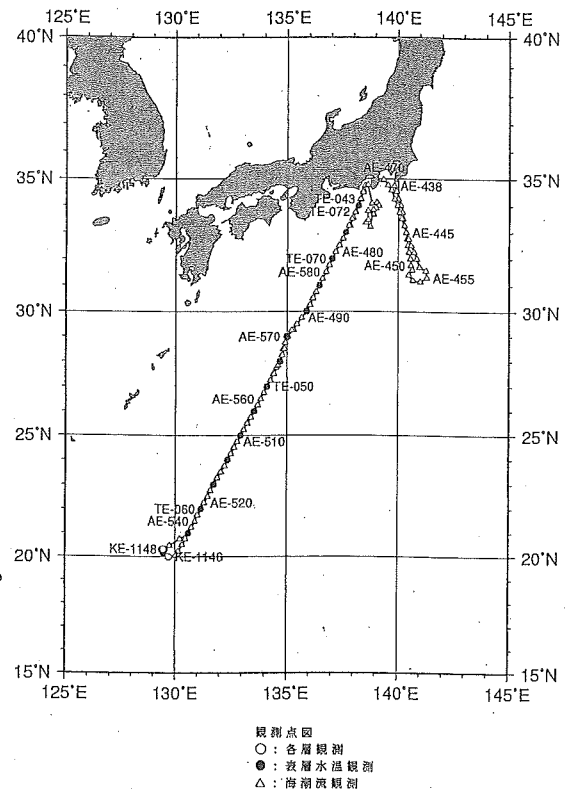 125°E 130°E 135°E 140°E 145°E
40°N 40°N
35°N 35°N
AE-470
AE-438
TE-043
TE-072
AE-445
TE-070 AE-480
AE-450
AE-580
AE-455
30°N 30°N
AE-490
AE-570
TE-050
AE-560
25°N 25°N
AE-510
TE-060 AE-520
AE-540
KE-1148 KE-1146
20°N 20°N
15°N 15°N
125°E 130°E 135°E 140°E 145°E
観測点図
○ : 各層観測
● : 表層水温観測
△ : 海潮流観測